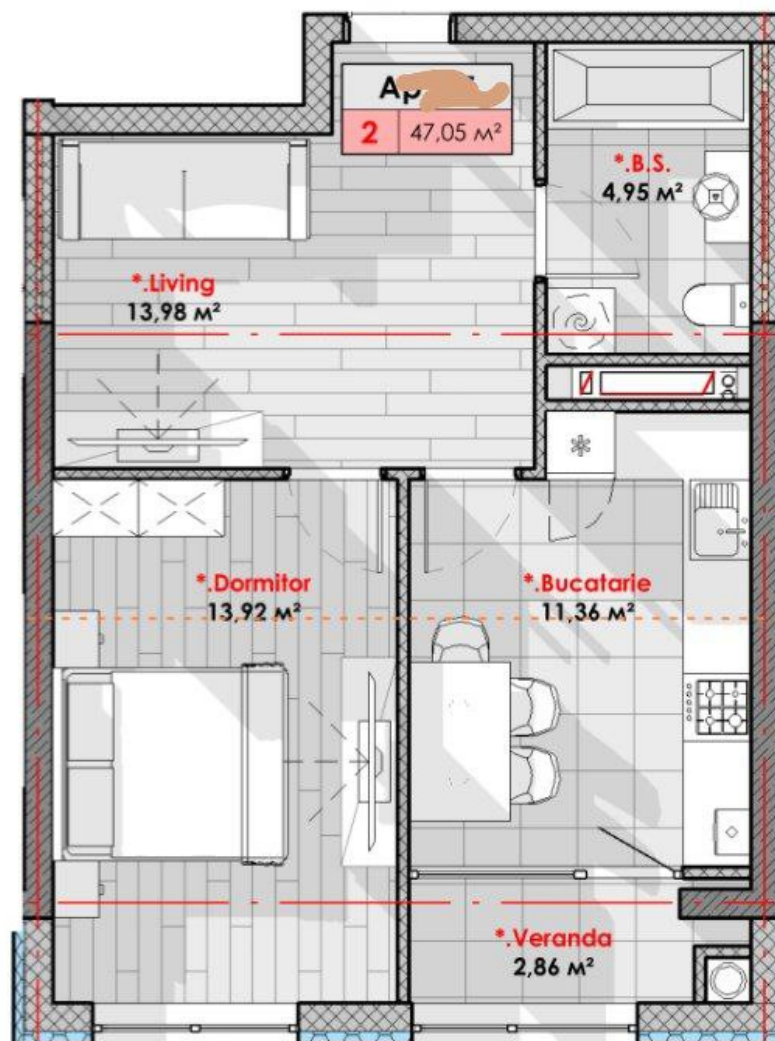 2 47,05 м²
*.B.S.
4,95 м²
*.Living
13,98 м²
*.Dormitor
13,92 м²
*.Bucatarie
11,36 м²
*.Veranda
2,86 м²